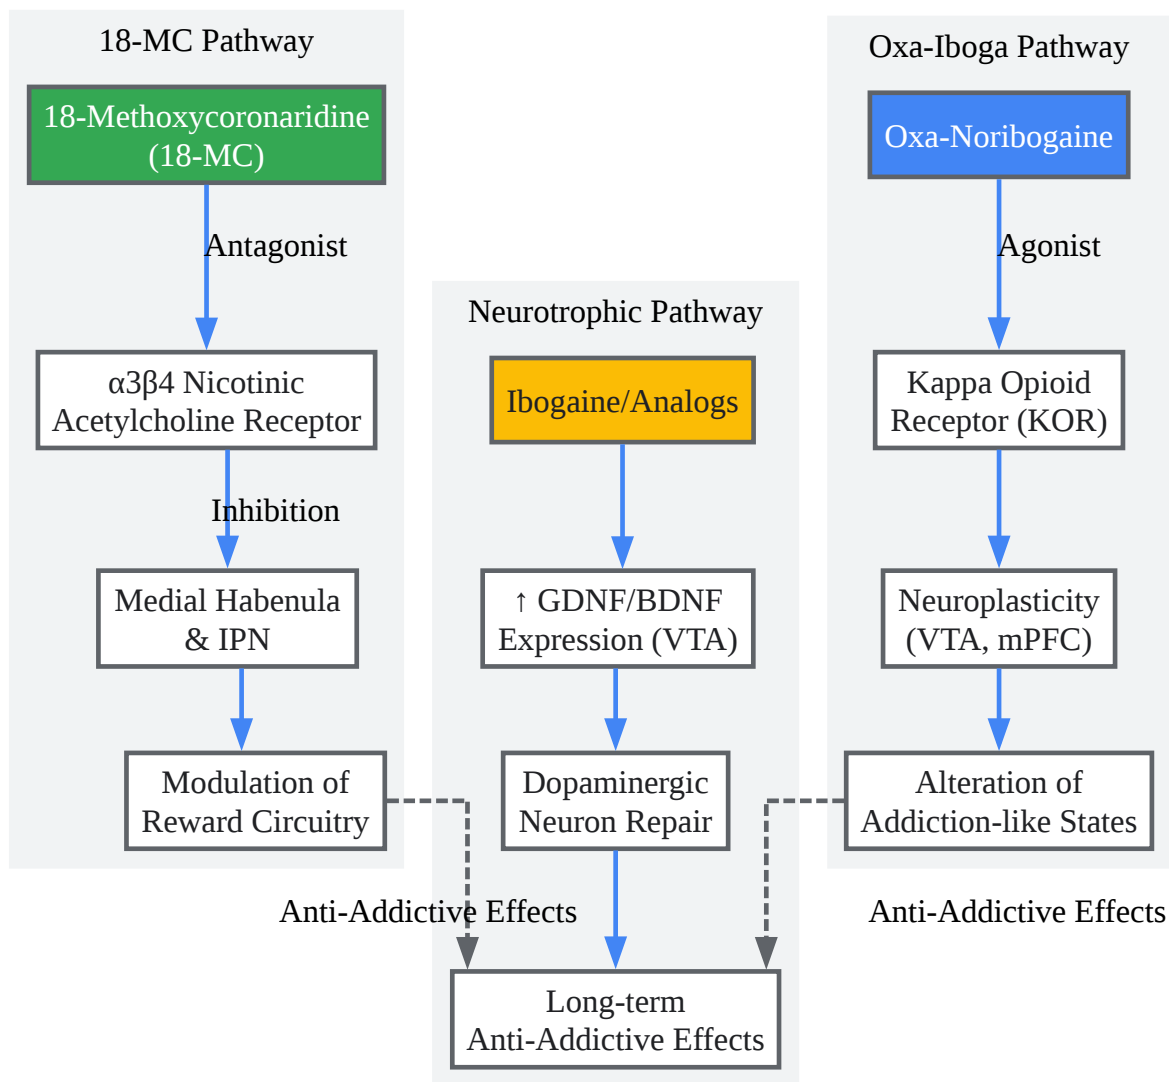 18-MC Pathway
18-Methoxycoronaridine
(18-MC)
Antagonist
α3β4 Nicotinic
Acetylcholine Receptor
Inhibition
Medial Habenula
& IPN
Modulation of
Reward Circuitry
Anti-Addictive Effects
Neurotrophic Pathway
Ibogaine/Analogs
↑ GDNF/BDNF
Expression (VTA)
Dopaminergic
Neuron Repair
Long-term
Anti-Addictive Effects
Oxa-Iboga Pathway
Oxa-Noribogaine
Agonist
Kappa Opioid
Receptor (KOR)
Neuroplasticity
(VTA, mPFC)
Alteration of
Addiction-like States
Anti-Addictive Effects